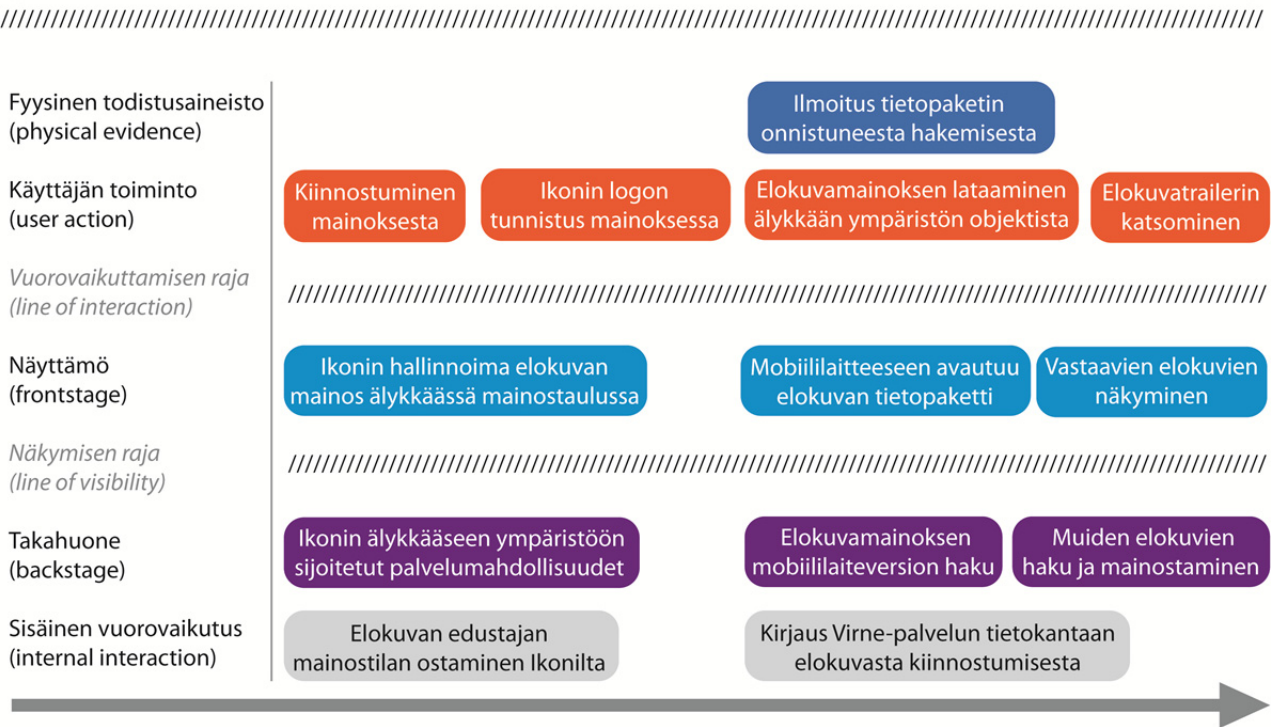 Fyysinen todistusaineisto
(physical evidence)
Ilmoitus tietopaketin
onnistuneesta hakemisesta
Käyttäjän toiminto
(user action)
Kiinnostuminen
mainoksesta
Ikonin logon
tunnistus mainoksessa
Elokuvamainoksen lataaminen
älykkään ympäristön objektista
Elokuvatrailerin
katsominen
Vuorovaikuttamisen raja
(line of interaction)
Näyttämö
(frontstage)
Ikonin hallinnoima elokuvan
mainos älykkäässä mainostaulussa
Mobiililaitteeseen avautuu
elokuvan tietopaketti
Vastaavien elokuvien
näkyminen
Näkymisen raja
(line of visibility)
Takahuone
(backstage)
Ikonin älykkääseen ympäristöön
sijoitetut palvelumahdollisuudet
Elokuvamainoksen
mobiililaiteversion haku
Muiden elokuvien
haku ja mainostaminen
Sisäinen vuorovaikutus
(internal interaction)
Elokuvan edustajan
mainostilan ostaminen Ikonilta
Kirjaus Virne-palvelun tietokantaan
elokuvasta kiinnostumisesta